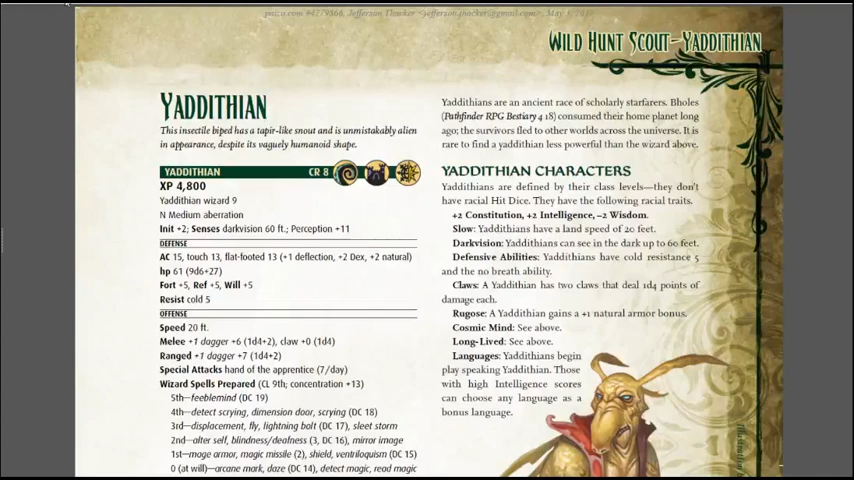 paizo.com #4279366, Jefferson Thacker <jefferson.thacker@gmail.com>, May 1,
WILD HUNT SCOUT–YADDITHIAN
YADDITHIAN
This insectile biped has a tapir-like snout and is unmistakably alien
in appearance, despite its vaguely humanoid shape.
YADDITHIAN CR 8
XP 4,800
Yaddithian wizard 9
N Medium aberration
Init +2; Senses darkvision 60 ft.; Perception +11
DEFENSE
AC 15, touch 13, flat-footed 13 (+1 deflection, +2 Dex, +2 natural)
hp 61 (9d6+27)
Fort +5, Ref +5, Will +5
Resist cold 5
OFFENSE
Speed 20 ft.
Melee +1 dagger +6 (1d4+2), claw +0 (1d4)
Ranged +1 dagger +7 (1d4+2)
Special Attacks hand of the apprentice (7/day)
Wizard Spells Prepared (CL 9th; concentration +13)
5th—feeblemind (DC 19)
4th—detect scrying, dimension door, scrying (DC 18)
3rd—displacement, fly, lightning bolt (DC 17), sleet storm
2nd—alter self, blindness/deafness (3, DC 16), mirror image
1st—mage armor, magic missile (2), shield, ventriloquism (DC 15)
0 (at will)—arcane mark, daze (DC 14), detect magic, read magic
Yaddithians are an ancient race of scholarly starfarers. Bholes
(Pathfinder RPG Bestiary 4 18) consumed their home planet long
ago; the survivors fled to other worlds across the universe. It is
rare to find a yaddithian less powerful than the wizard above.
YADDITHIAN CHARACTERS
Yaddithians are defined by their class levels—they don't
have racial Hit Dice. They have the following racial traits.
+2 Constitution, +2 Intelligence, –2 Wisdom.
Slow: Yaddithians have a land speed of 20 feet.
Darkvision: Yaddithians can see in the dark up to 60 feet.
Defensive Abilities: Yaddithians have cold resistance 5
and the no breath ability.
Claws: A Yaddithian has two claws that deal 1d4 points of
damage each.
Rugose: A Yaddithian gains a +1 natural armor bonus.
Cosmic Mind: See above.
Long-Lived: See above.
Languages: Yaddithians begin
play speaking Yaddithian. Those
with high Intelligence scores
can choose any language as a
bonus language.